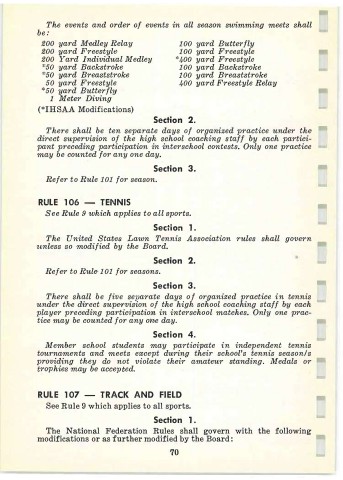 The events and order of events in all season swimming meets shall
be:
200 yard Medley Relay 100 yard Butterfly
200 yard Freestyle 100 yard Freestyle
200 Yard Individual Medley *400 yard Freestyle
*50 yard Backstroke 100 yard Backstroke
*50 yard Breaststroke 100 yard Breaststroke
50 yard Freestyle 400 yard Freestyle Relay
*50 yard Butterfly
1 Meter Diving
(*IHSAA Modifications)
Section 2.
There shall be ten separate days of organized practice under the
direct supervision of the high school coaching staff by each partici-
pant preceding participation in interschool contests. Only one practice
may be counted for any one day.
Section 3.
Refer to Rule 101 for season.
RULE 106 — TENNIS
See Rule 9 which applies to all sports.
Section 1.
The United States Lawn Tennis Association rules shall govern
unless so modified by the Board.
Section 2.
Refer to Rule 101 for seasons.
Section 3.
There shall be five separate days of organized practice in tennis
under the direct supervision of the high school coaching staff by each
player preceding participation in interschool matches. Only one prac-
tice may be counted for any one day.
Section 4.
Member school students may participate in independent tennis
tournaments and meets except during their school's tennis season/s
providing they do not violate their amateur standing. Medals or
trophies may be accepted.
RULE 107 — TRACK AND FIELD
See Rule 9 which applies to all sports.
Section 1.
The National Federation Rules shall govern with the following
modifications or as further modified by the Board:
70